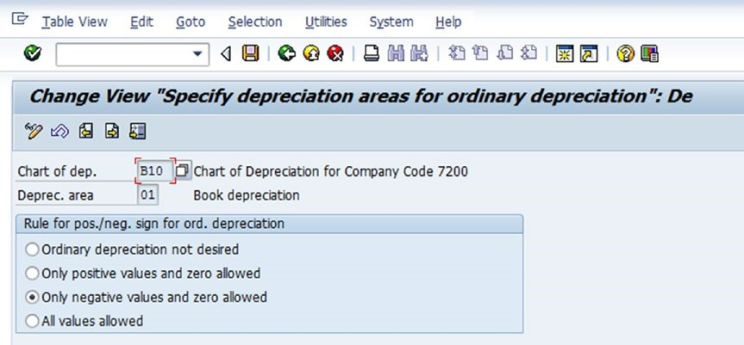 Table View Edit Goto Selection Utilities System Help
Change View "Specify depreciation areas for ordinary depreciation": De
Chart of dep. B10 Chart of Depreciation for Company Code 7200
Deprec. area 01 Book depreciation
Rule for pos./neg. sign for ord. depreciation
Ordinary depreciation not desired
Only positive values and zero allowed
Only negative values and zero allowed
All values allowed